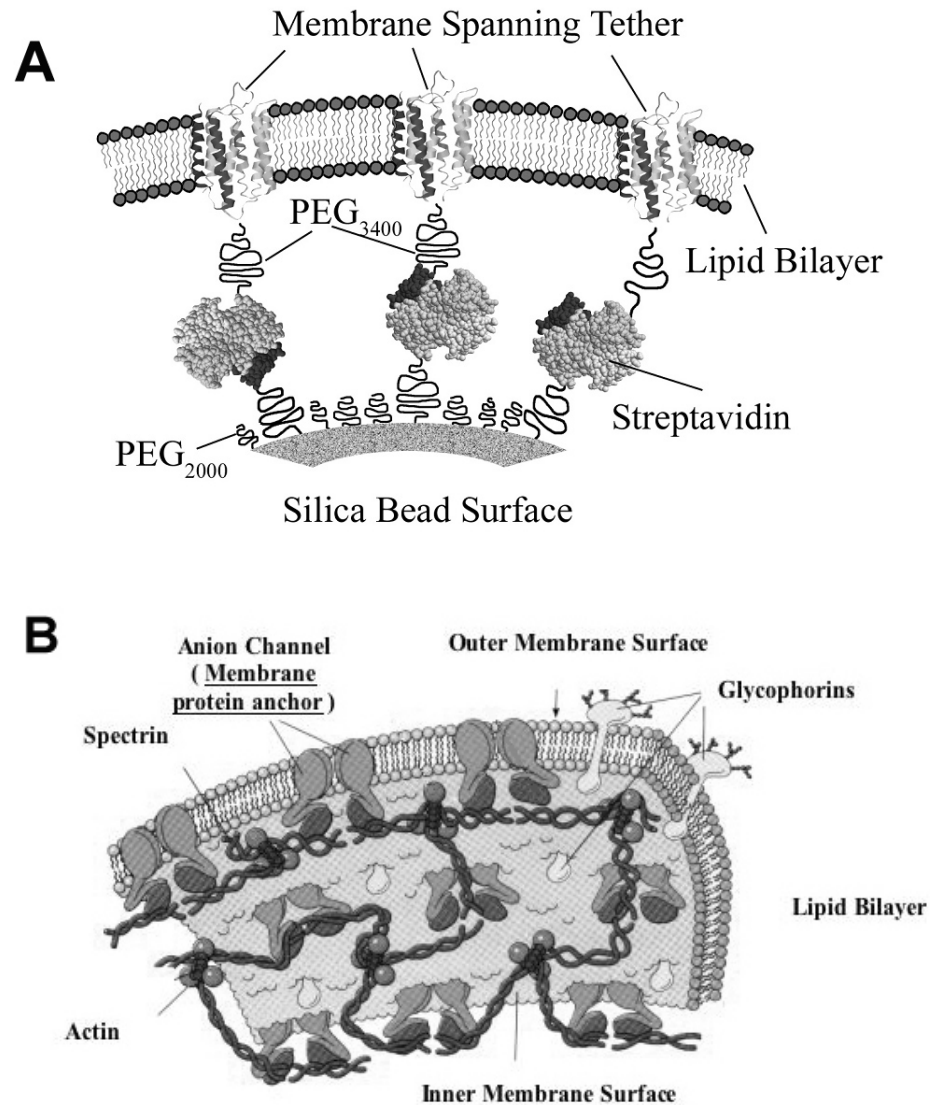 A
Membrane Spanning Tether
PEG3400
Lipid Bilayer
Streptavidin
PEG2000
Silica Bead Surface
B
Anion Channel
( Membrane
protein anchor )
Outer Membrane Surface
Glycophorins
Spectrin
Lipid Bilayer
Actin
Inner Membrane Surface